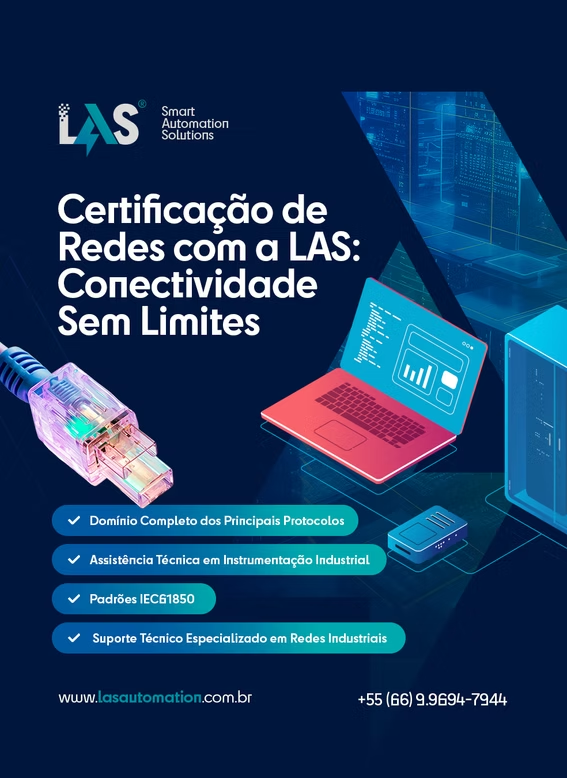 LAS®
Smart
Automation
Solutions
Certificação de
Redes com a LAS:
Conectividade
Sem Limites
Domínio Completo dos Principais Protocolos
Assistência Técnica em Instrumentação Industrial
Padrões IEC61850
Suporte Técnico Especializado em Redes Industriais
www.lasautomation.com.br
+55 (66) 9.9694-7944